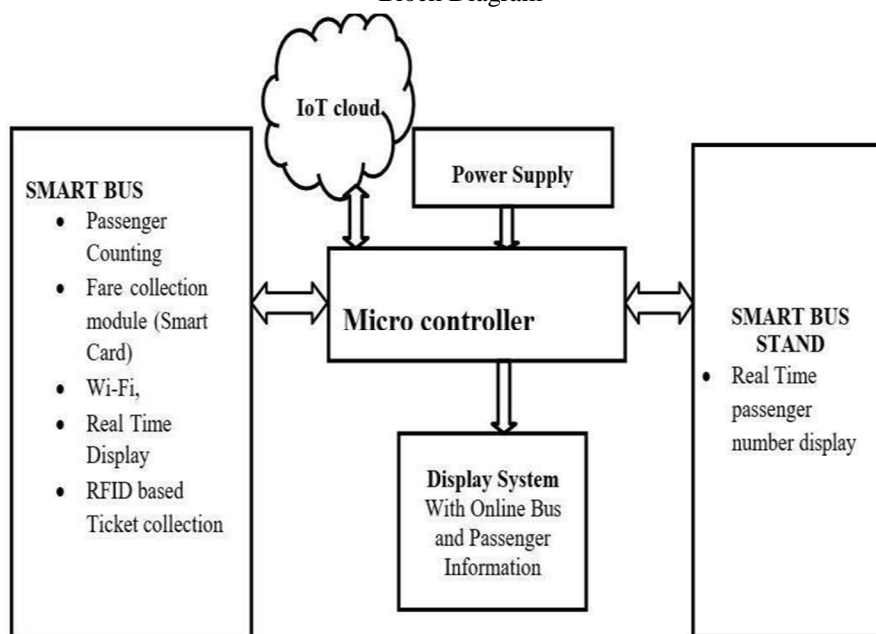 Block Diagram
IoT cloud
Power Supply
SMART BUS
• Passenger
Counting
• Fare collection
module (Smart
Card)
• Wi-Fi,
• Real Time
Display
• RFID based
Ticket collection
Micro controller
SMART BUS
STAND
• Real Time
passenger
number display
Display System
With Online Bus
and Passenger
Information